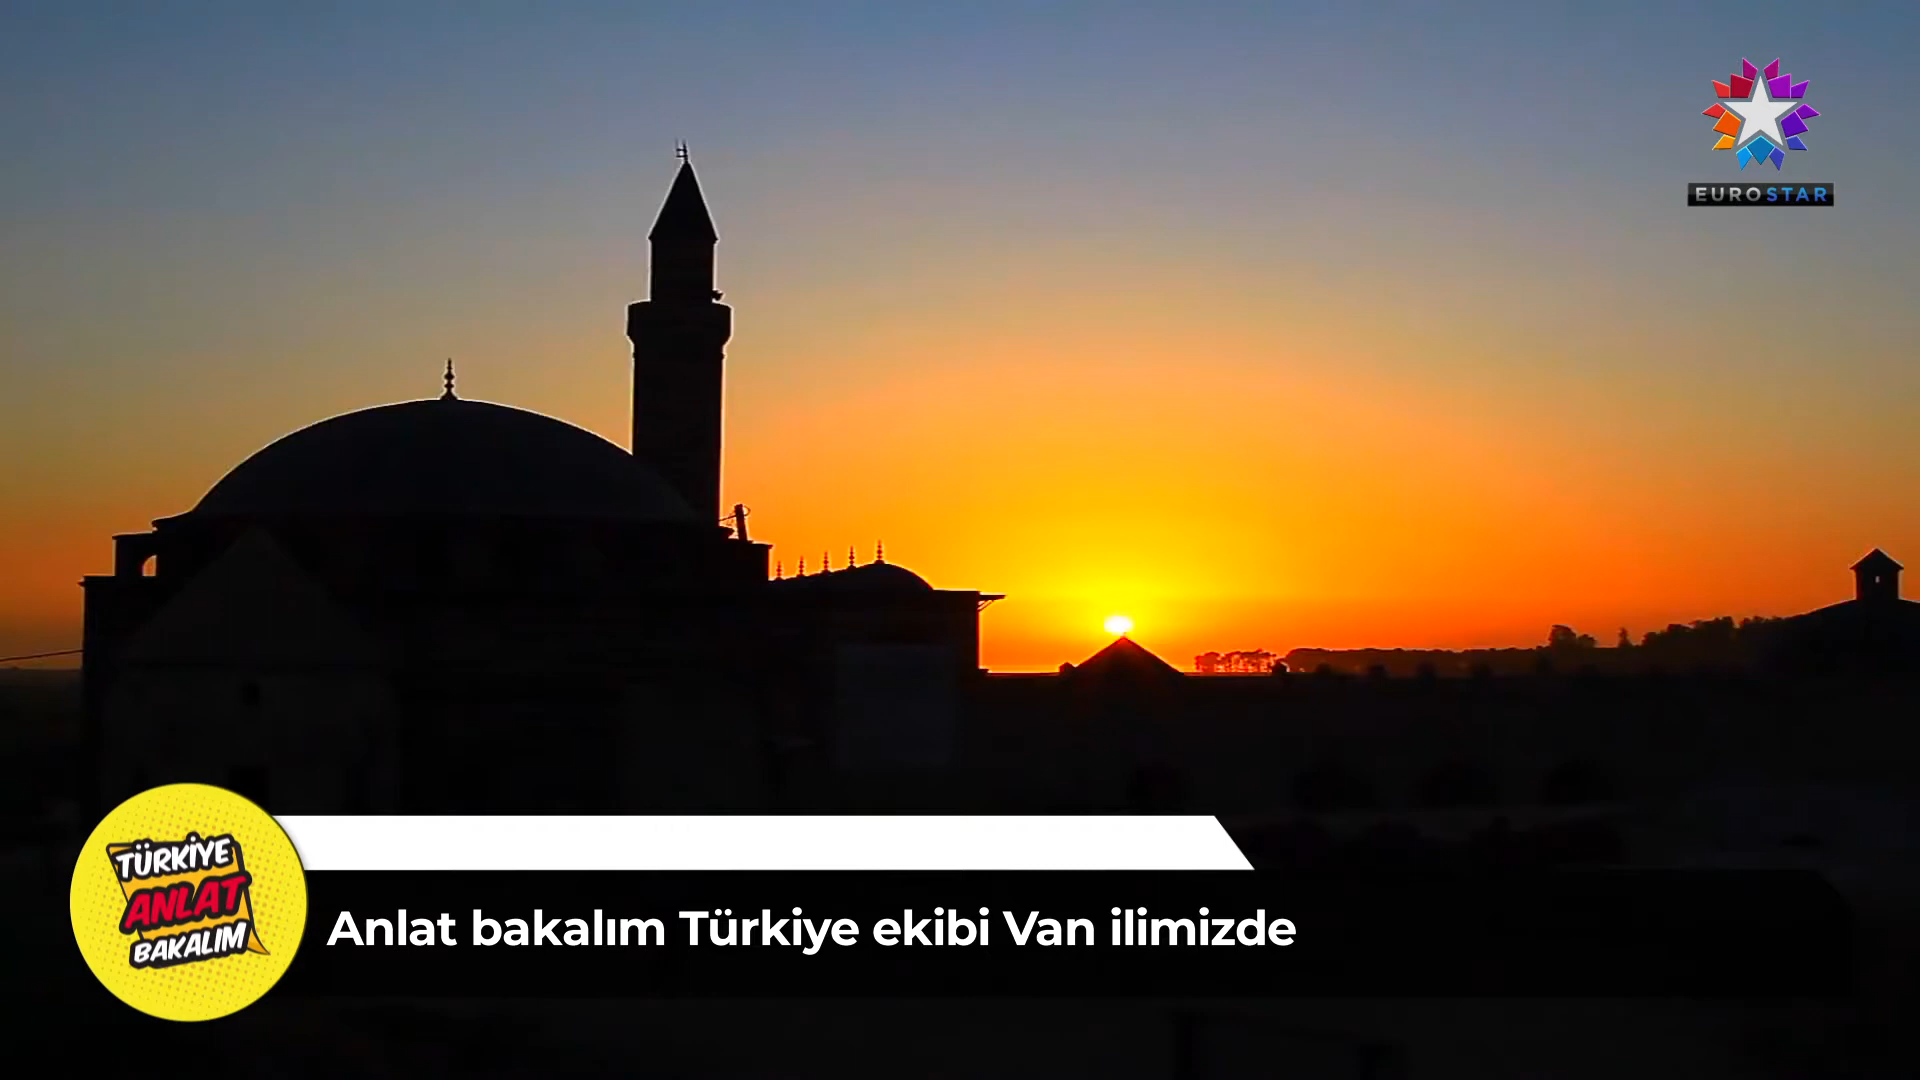 EUROSTAR
TÜRKİYE
ANLAT
BAKALIM
Anlat bakalım Türkiye ekibi Van ilimizde